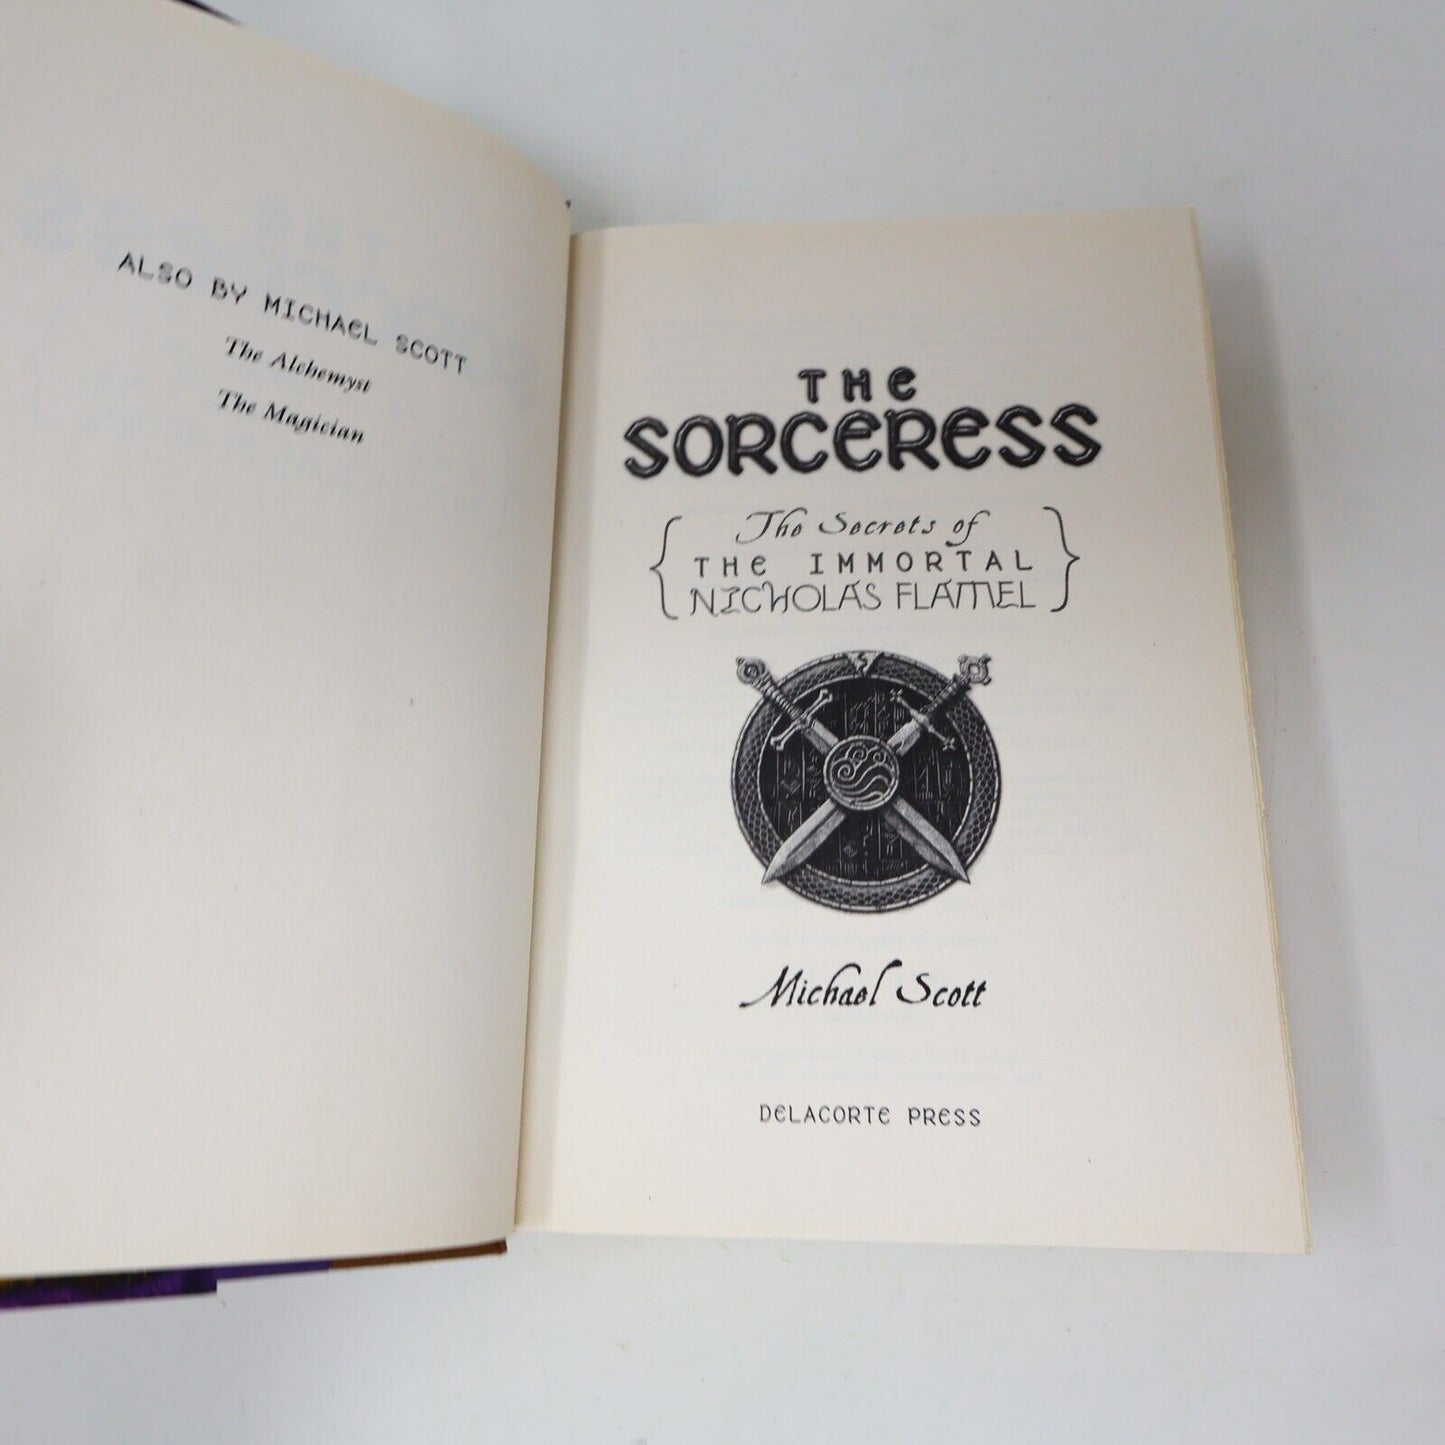 ALSO BY MICHAEL SCOTT
The Alchemyst
The Magician
THE
SORCERESS
The Secrets of
THE IMMORTAL
NICHOLAS FLAMEL
Michael Scott
DELACORTE PRESS